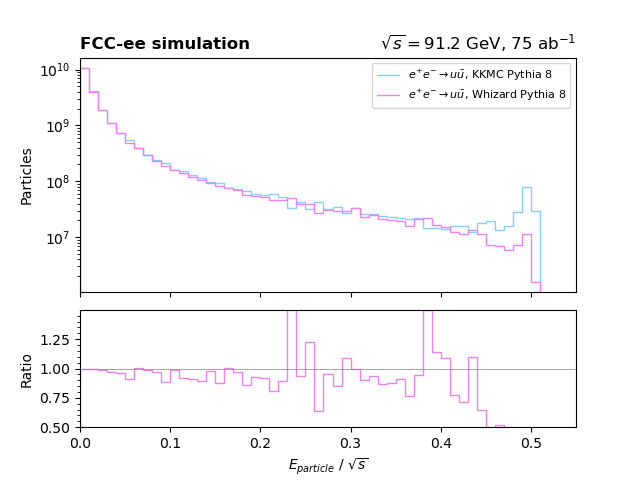 FCC-ee simulation
√s = 91.2 GeV, 75 ab⁻¹
e⁺e⁻ → uū, KKMC Pythia 8
e⁺e⁻ → uū, Whizard Pythia 8
Particles
10¹⁰
10⁹
10⁸
10⁷
Ratio
1.25
1.00
0.75
0.50
0.0 0.1 0.2 0.3 0.4 0.5
E_particle / √s